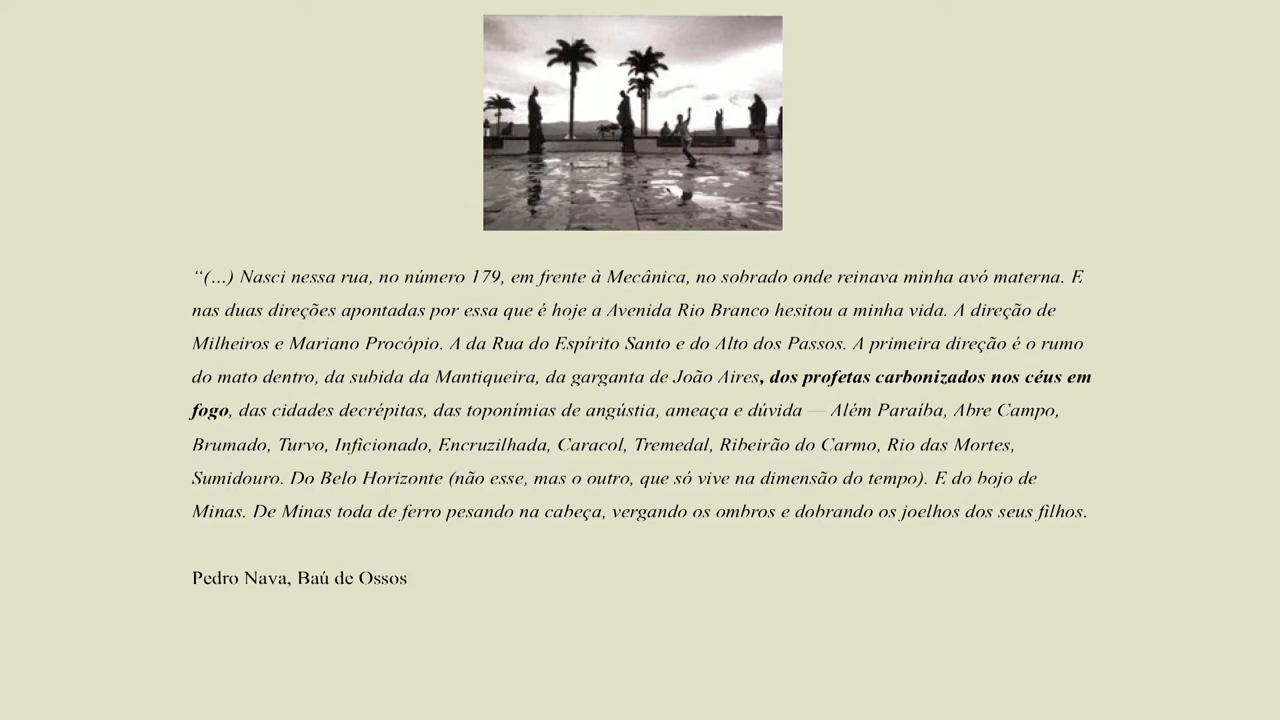 “(...) Nasci nessa rua, no número 179, em frente à Mecânica, no sobrado onde reinava minha avó materna. E
nas duas direções apontadas por essa que é hoje a Avenida Rio Branco hesitou a minha vida. A direção de
Milheiros e Mariano Procópio. A da Rua do Espírito Santo e do Alto dos Passos. A primeira direção é o rumo
do mato dentro, da subida da Mantiqueira, da garganta de João Aires, dos profetas carbonizados nos céus em
fogo, das cidades decrépitas, das toponímias de angústia, ameaça e dúvida — Além Paraíba, Abre Campo,
Brumado, Turvo, Inficionado, Encruzilhada, Caracol, Tremedal, Ribeirão do Carmo, Rio das Mortes,
Sumidouro. Do Belo Horizonte (não esse, mas o outro, que só vive na dimensão do tempo). E do bojo de
Minas. De Minas toda de ferro pesando na cabeça, vergando os ombros e dobrando os joelhos dos seus filhos.
Pedro Nava, Baú de Ossos